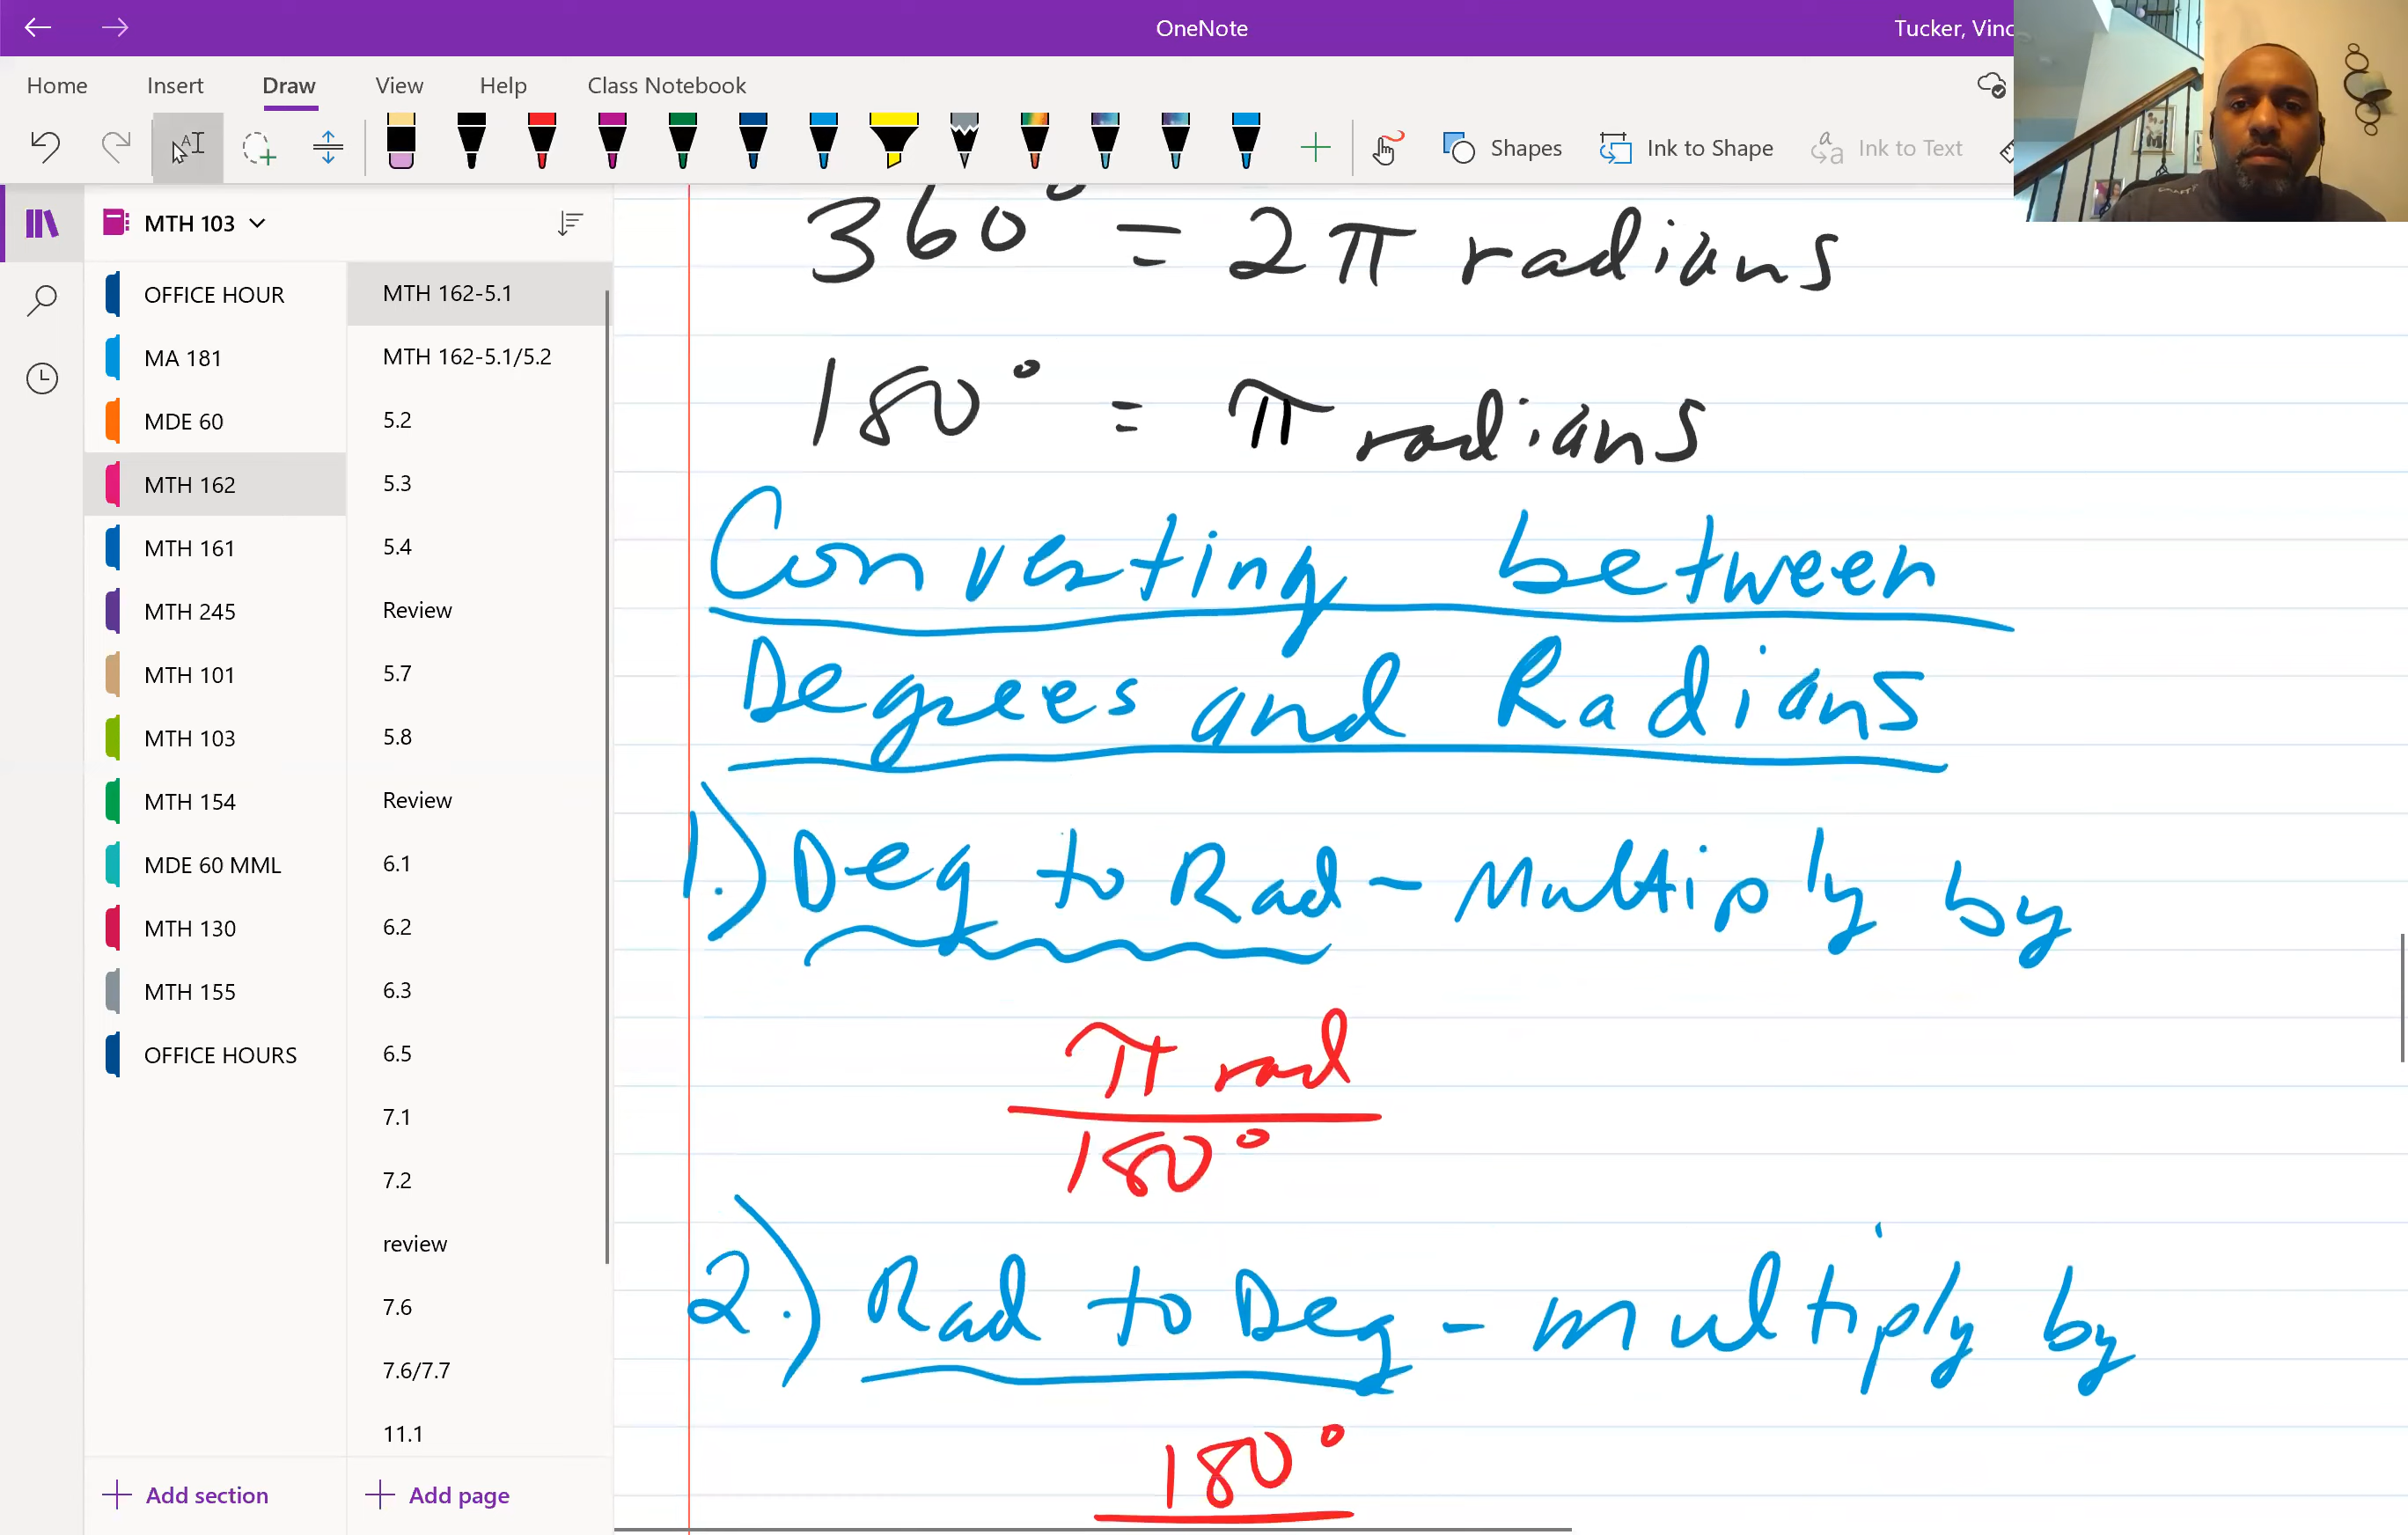 OneNote
Tucker, Vinc
Home Insert Draw View Help Class Notebook
Shapes Ink to Shape Ink to Text
MTH 103
OFFICE HOUR
MA 181
MDE 60
MTH 162
MTH 161
MTH 245
MTH 101
MTH 103
MTH 154
MDE 60 MML
MTH 130
MTH 155
OFFICE HOURS
Add section
MTH 162-5.1
MTH 162-5.1/5.2
5.2
5.3
5.4
Review
5.7
5.8
Review
6.1
6.2
6.3
6.5
7.1
7.2
review
7.6
7.6/7.7
11.1
Add page
360° = 2π radians
180° = π radians
Converting between
Degrees and Radians
1.) Deg to Rad - Multiply by
π rad
180°
2.) Rad to Deg - multiply by
180°